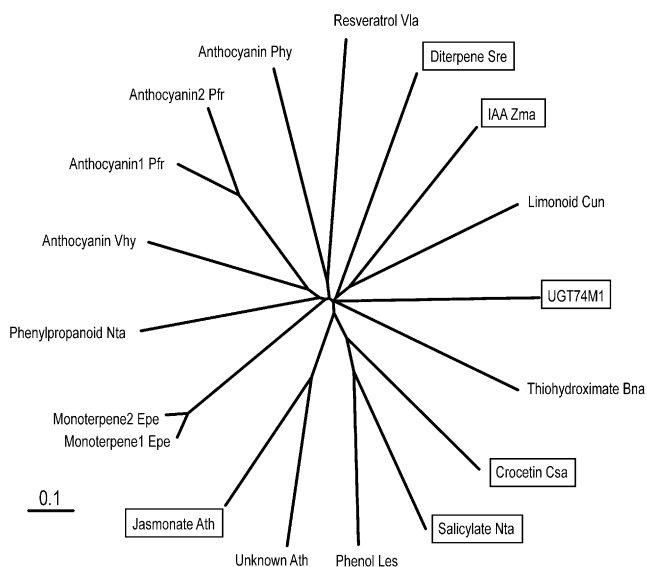 Resveratrol Vla
Anthocyanin Phy
Diterpene Sre
Anthocyanin2 Pfr
IAA Zma
Anthocyanin1 Pfr
Limonoid Cun
Anthocyanin Vhy
UGT74M1
Phenylpropanoid Nta
Thiohydroximate Bna
Monoterpene2 Epe
Monoterpene1 Epe
Crocetin Csa
0.1
Jasmonate Ath
Salicylate Nta
Unknown Ath
Phenol Les